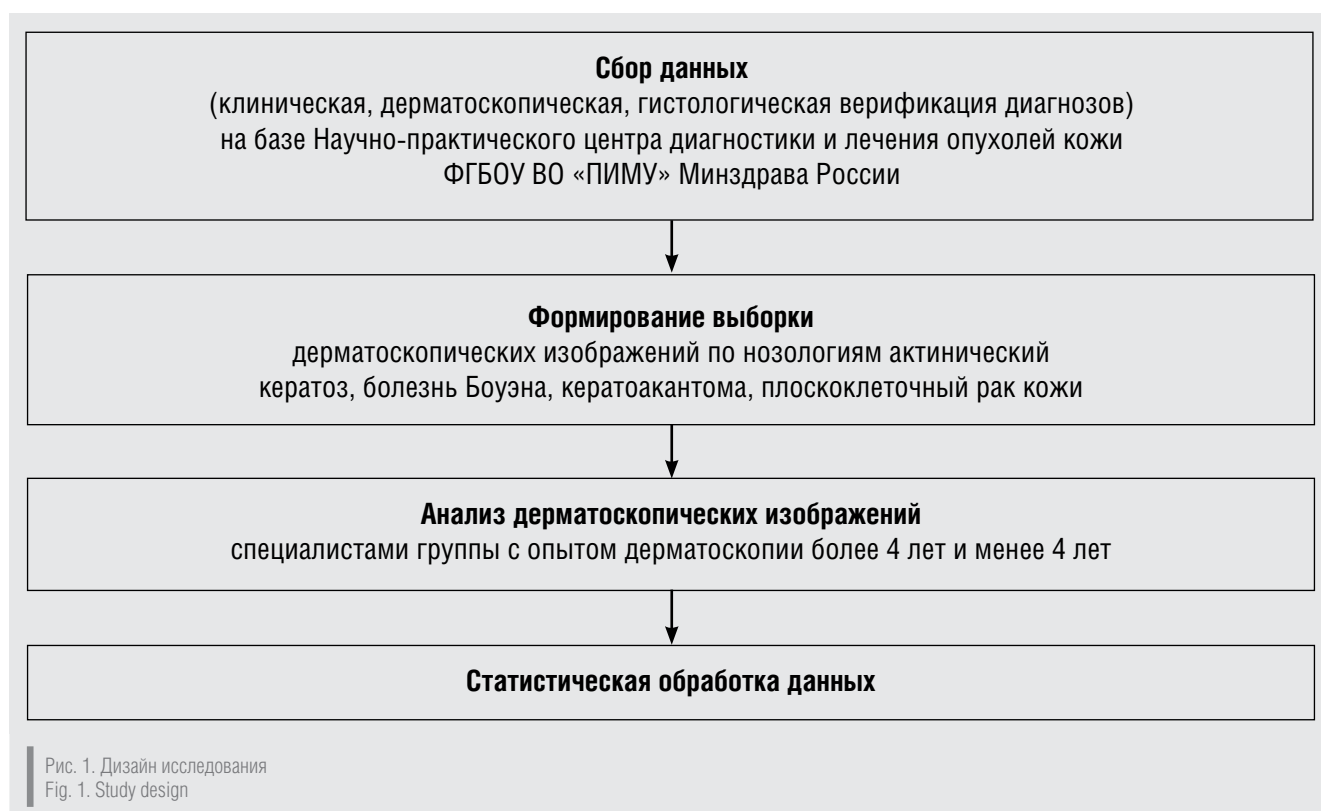 Сбор данных
(клиническая, дерматоскопическая, гистологическая верификация диагнозов)
на базе Научно-практического центра диагностики и лечения опухолей кожи
ФГБОУ ВО «ПИМУ» Минздрава России
Формирование выборки
дерматоскопических изображений по нозологиям актинический
кератоз, болезнь Боуэна, кератоакантома, плоскоклеточный рак кожи
Анализ дерматоскопических изображений
специалистами группы с опытом дерматоскопии более 4 лет и менее 4 лет
Статистическая обработка данных
Рис. 1. Дизайн исследования
Fig. 1. Study design